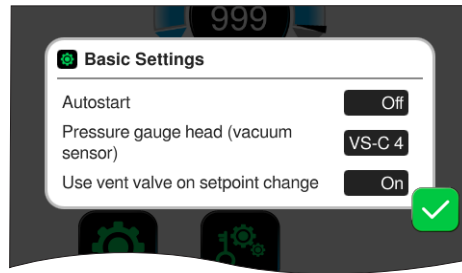 999
Basic Settings
Autostart Off
Pressure gauge head (vacuum
sensor) VS-C 4
Use vent valve on setpoint change On